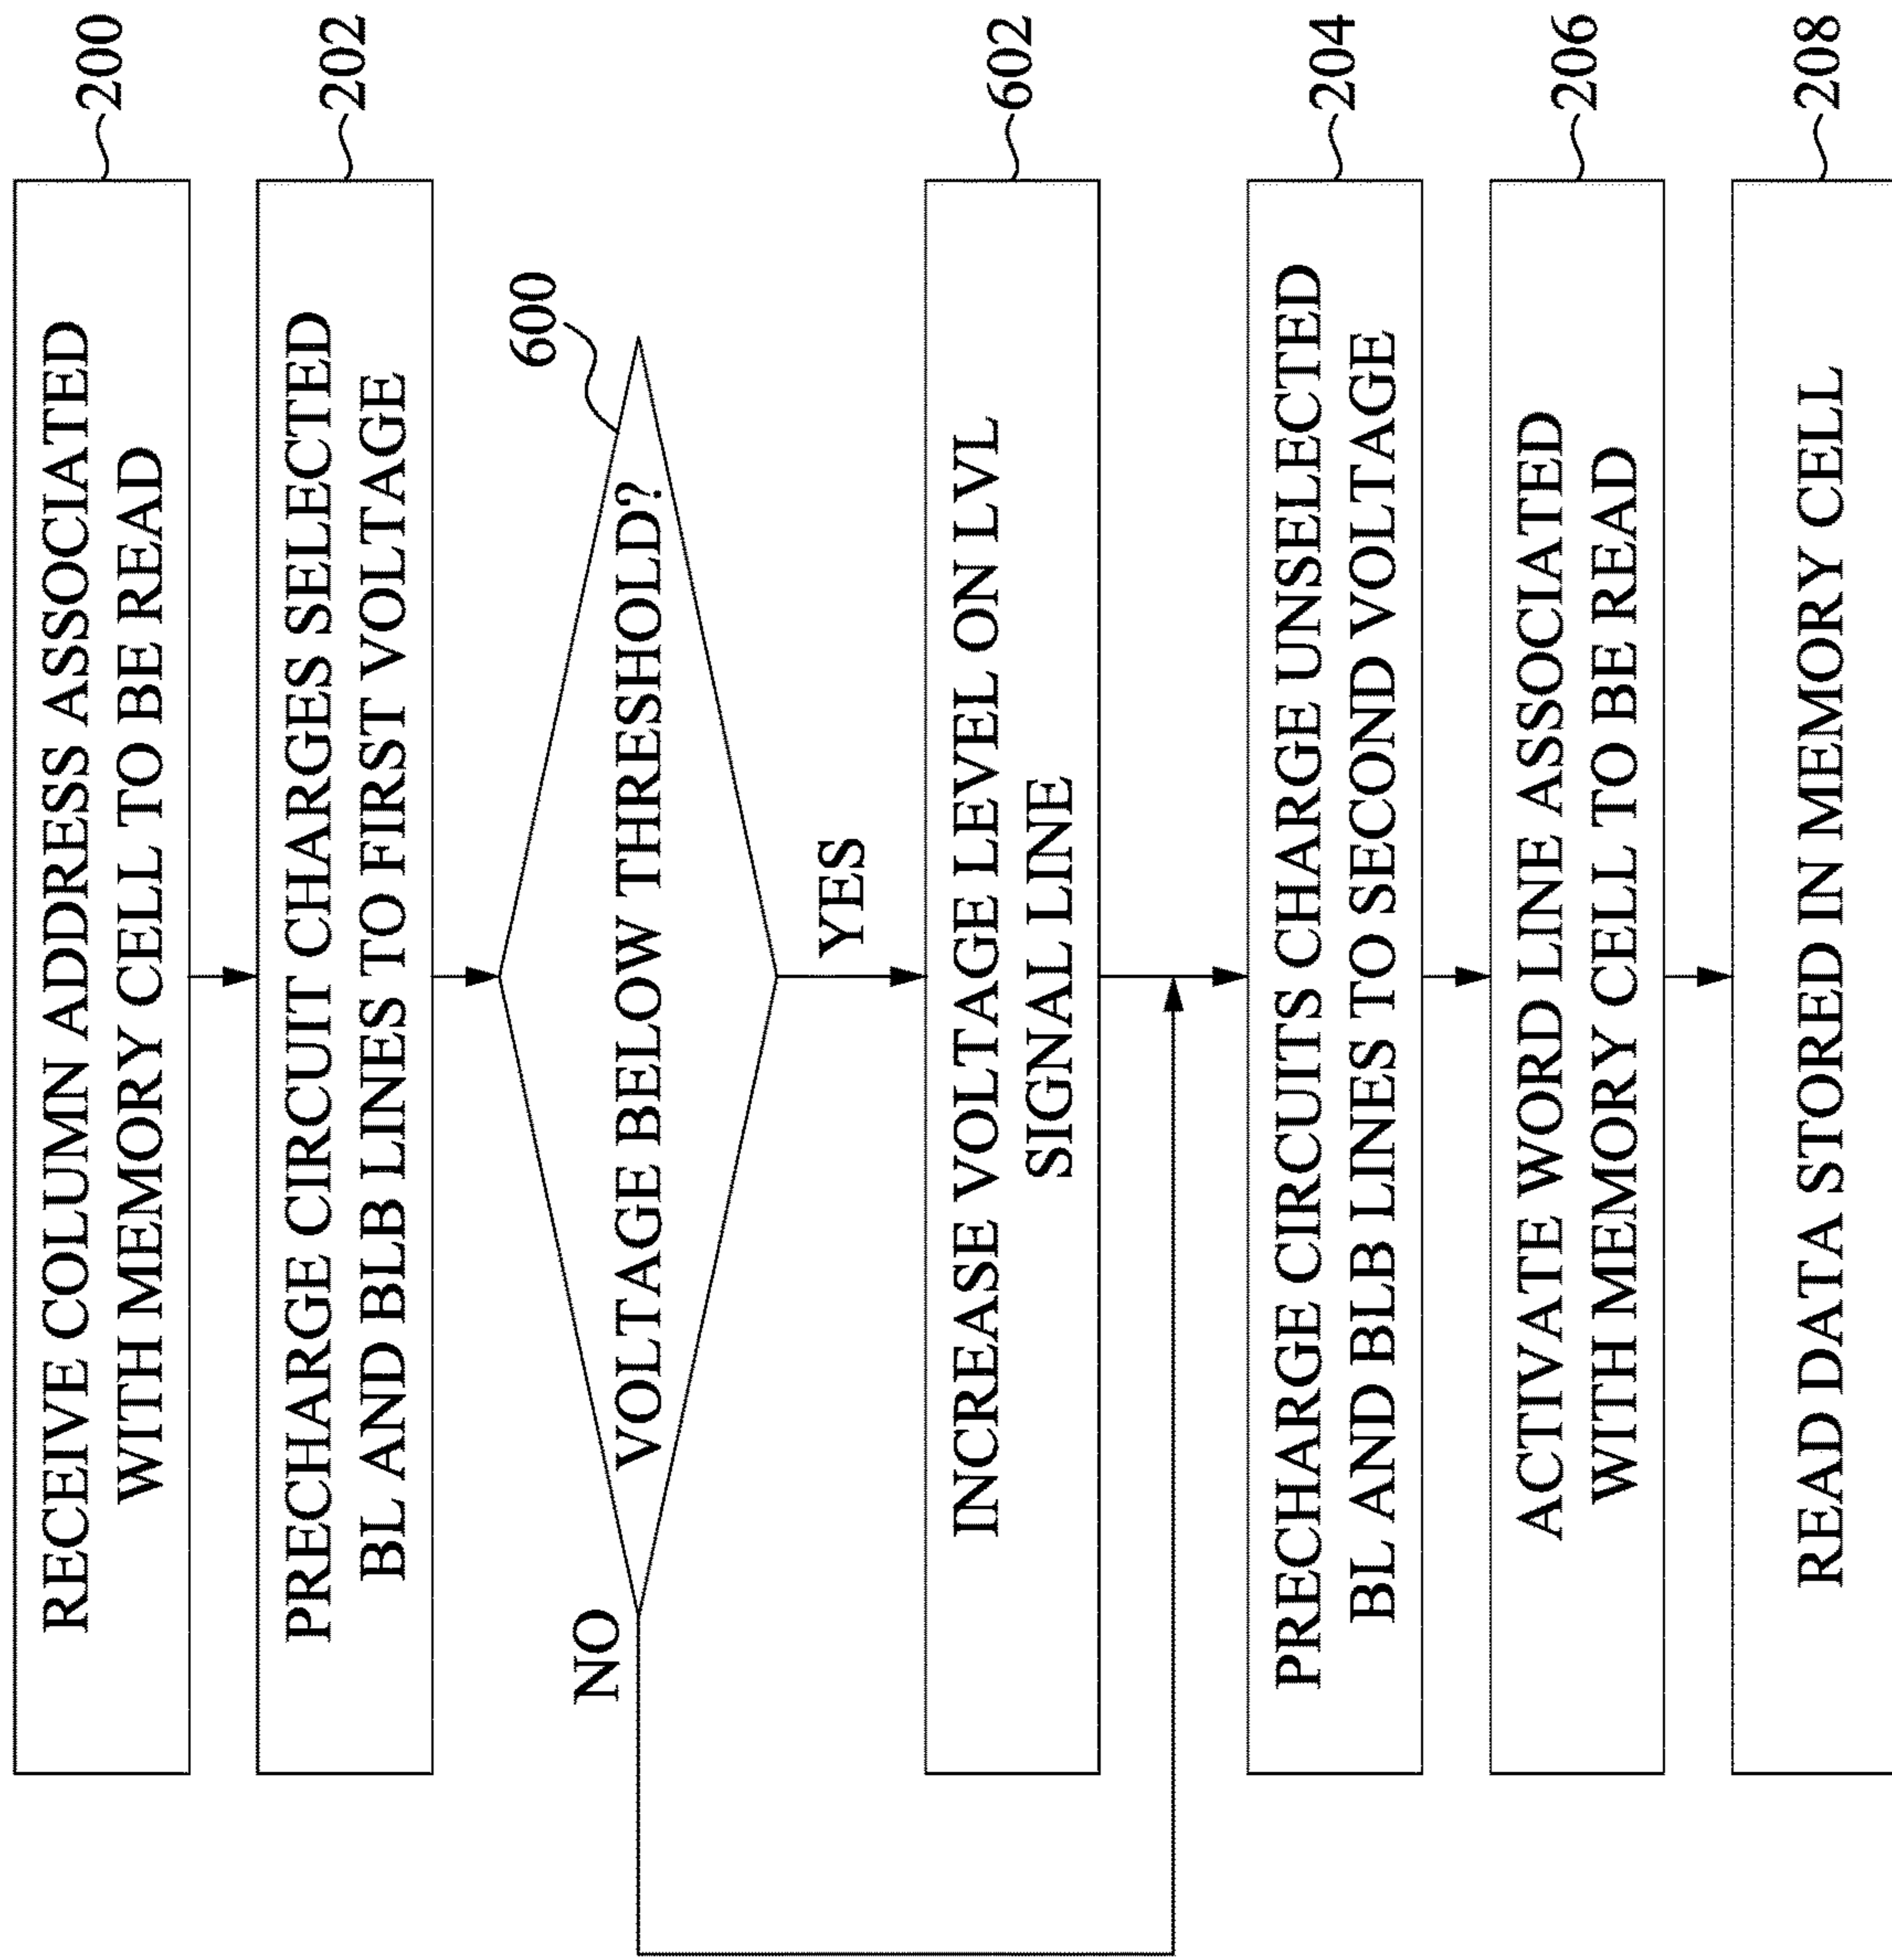 RECEIVE COLUMN ADDRESS ASSOCIATED
WITH MEMORY CELL TO BE READ
200
PRECHARGE CIRCUIT CHARGES SELECTED
BL AND BLB LINES TO FIRST VOLTAGE
202
600
VOLTAGE BELOW THRESHOLD?
NO
YES
INCREASE VOLTAGE LEVEL ON LVL
SIGNAL LINE
602
PRECHARGE CIRCUITS CHARGE UNSELECTED
BL AND BLB LINES TO SECOND VOLTAGE
204
ACTIVATE WORD LINE ASSOCIATED
WITH MEMORY CELL TO BE READ
206
READ DATA STORED IN MEMORY CELL
208